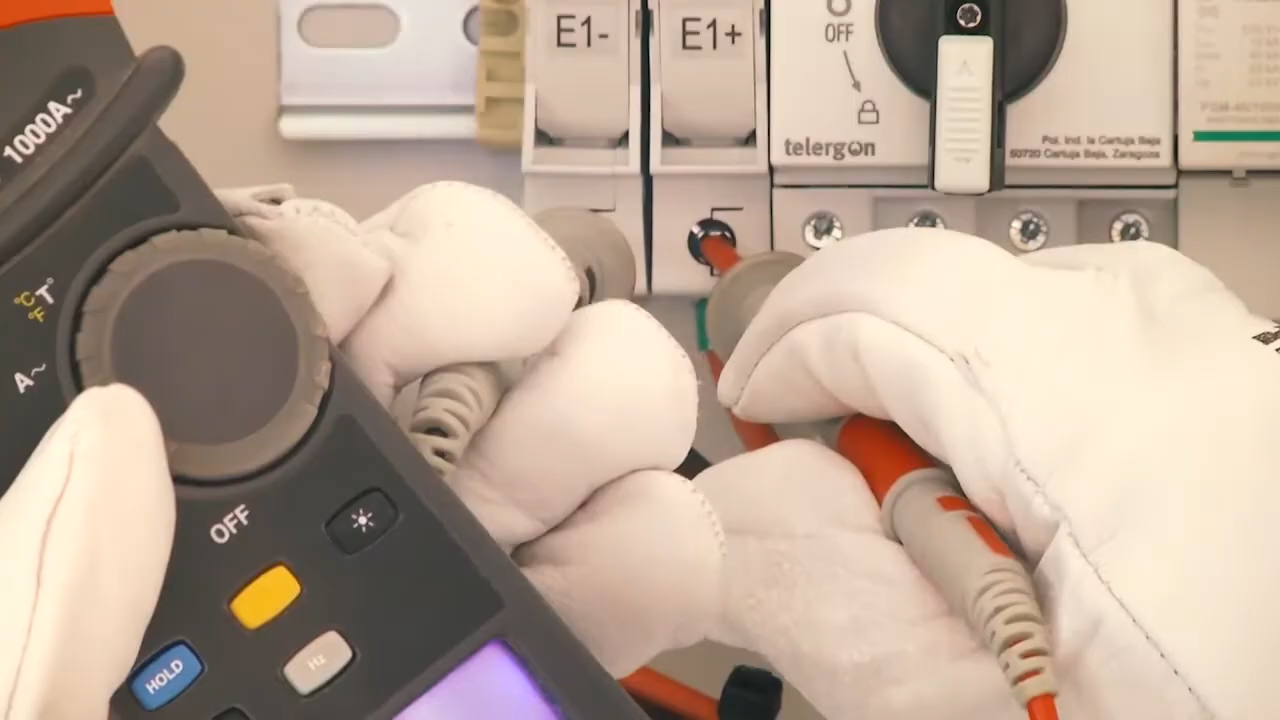 1000A~
E1-
E1+
OFF
telergon
Pol. Ind. la Cartuja Baja
50720 Cartuja Baja, Zaragoza
°C
°F
T°
A~
OFF
HOLD
Hz